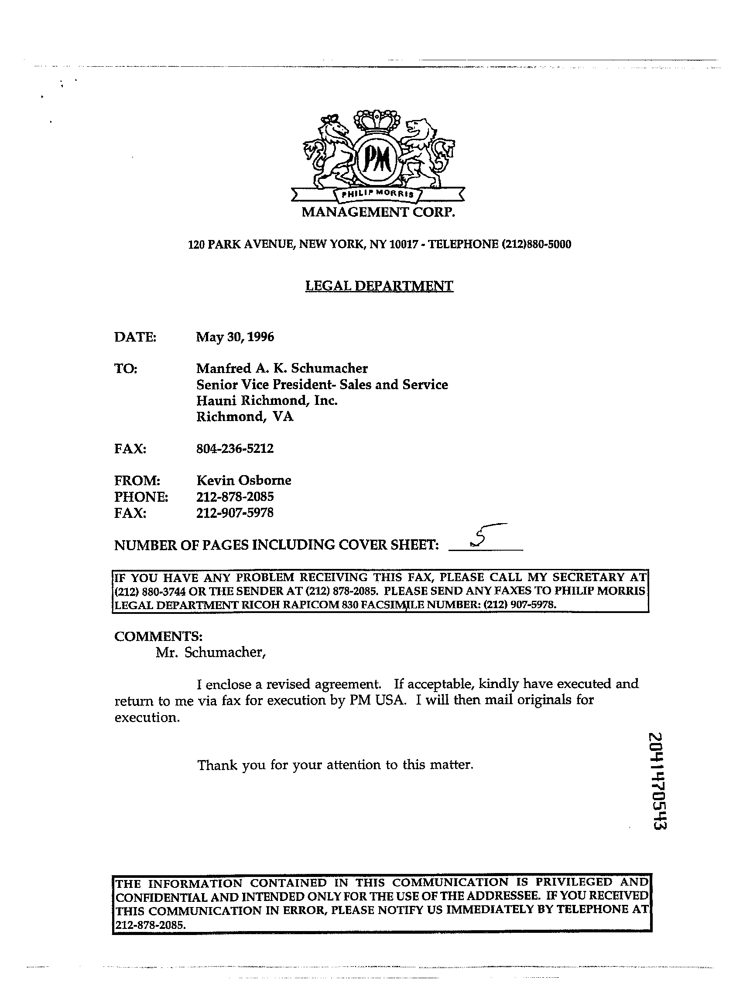 PM
PHILIP MORRIS
MANAGEMENT CORP.
120 PARK AVENUE, NEW YORK, NY 10017 - TELEPHONE (212)880-5000
LEGAL DEPARTMENT
DATE: May 30, 1996
TO: Manfred A. K. Schumacher
Senior Vice President- Sales and Service
Hauni Richmond, Inc.
Richmond, VA
FAX: 804-236-5212
FROM: Kevin Osborne
PHONE: 212-878-2085
FAX: 212-907-5978
NUMBER OF PAGES INCLUDING COVER SHEET: 5
IF YOU HAVE ANY PROBLEM RECEIVING THIS FAX, PLEASE CALL MY SECRETARY AT
(212) 880-3744 OR THE SENDER AT (212) 878-2085. PLEASE SEND ANY FAXES TO PHILIP MORRIS
LEGAL DEPARTMENT RICOH RAPICOM 830 FACSIMILE NUMBER: (212) 907-5978.
COMMENTS:
Mr. Schumacher,
I enclose a revised agreement. If acceptable, kindly have executed and
return to me via fax for execution by PM USA. I will then mail originals for
execution.
Thank you for your attention to this matter.
2041470543
THE INFORMATION CONTAINED IN THIS COMMUNICATION IS PRIVILEGED AND
CONFIDENTIAL AND INTENDED ONLY FOR THE USE OF THE ADDRESSEE. IF YOU RECEIVED
THIS COMMUNICATION IN ERROR, PLEASE NOTIFY US IMMEDIATELY BY TELEPHONE AT
212-878-2085.